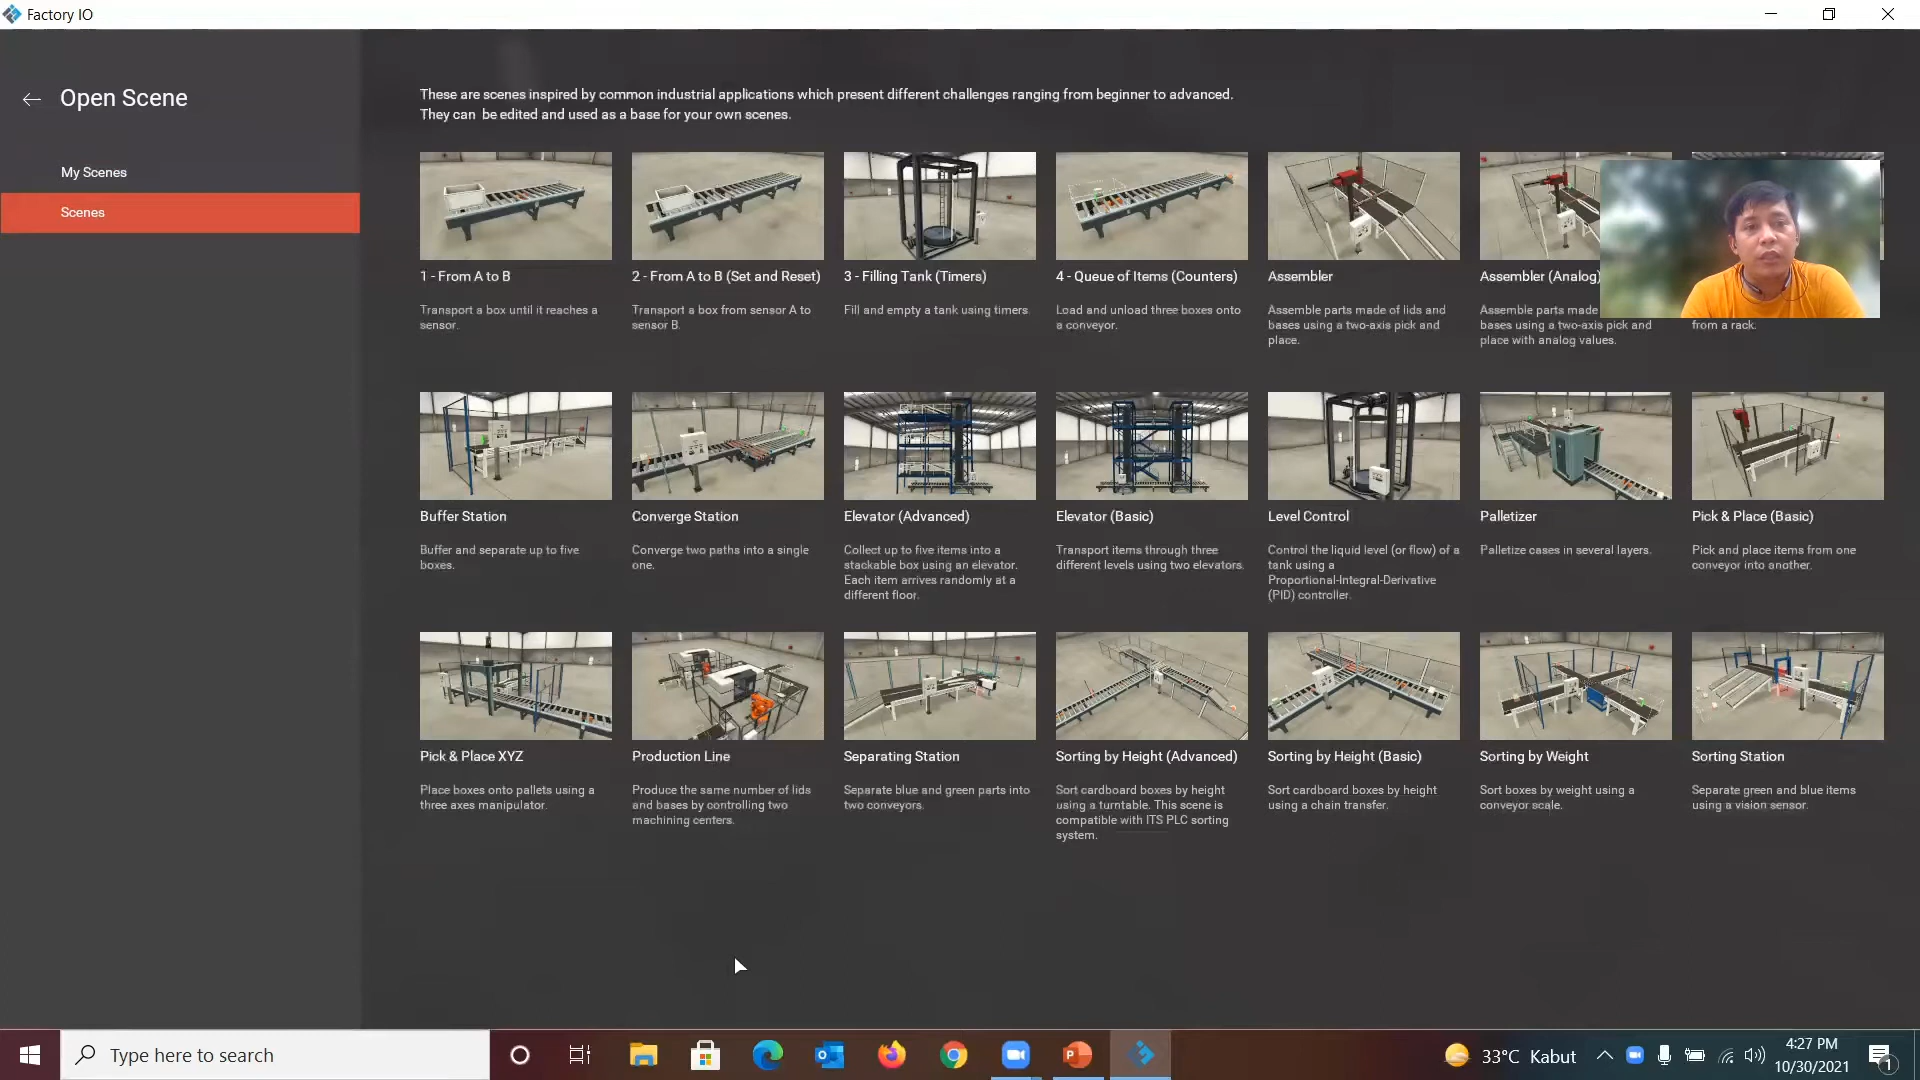 Factory IO
Open Scene
My Scenes
Scenes
These are scenes inspired by common industrial applications which present different challenges ranging from beginner to advanced.
They can be edited and used as a base for your own scenes.
1 - From A to B
Transport a box until it reaches a
sensor.
2 - From A to B (Set and Reset)
Transport a box from sensor A to
sensor B.
3 - Filling Tank (Timers)
Fill and empty a tank using timers.
4 - Queue of Items (Counters)
Load and unload three boxes onto
a conveyor.
Assembler
Assemble parts made of lids and
bases using a two-axis pick and
place.
Assembler (Analog)
Assemble parts made
bases using a two-axis pick and
place with analog values.
from a rack.
Buffer Station
Buffer and separate up to five
boxes.
Converge Station
Converge two paths into a single
one.
Elevator (Advanced)
Collect up to five items into a
stackable box using an elevator.
Each item arrives randomly at a
different floor.
Elevator (Basic)
Transport items through three
different levels using two elevators.
Level Control
Control the liquid level (or flow) of a
tank using a
Proportional-Integral-Derivative
(PID) controller.
Palletizer
Palletize cases in several layers.
Pick & Place (Basic)
Pick and place items from one
conveyor into another.
Pick & Place XYZ
Place boxes onto pallets using a
three axes manipulator.
Production Line
Produce the same number of lids
and bases by controlling two
machining centers.
Separating Station
Separate blue and green parts into
two conveyors.
Sorting by Height (Advanced)
Sort cardboard boxes by height
using a turntable. This scene is
compatible with ITS PLC sorting
system.
Sorting by Height (Basic)
Sort cardboard boxes by height
using a chain transfer.
Sorting by Weight
Sort boxes by weight using a
conveyor scale.
Sorting Station
Separate green and blue items
using a vision sensor.
Type here to search
33°C Kabut
4:27 PM
10/30/2021
1